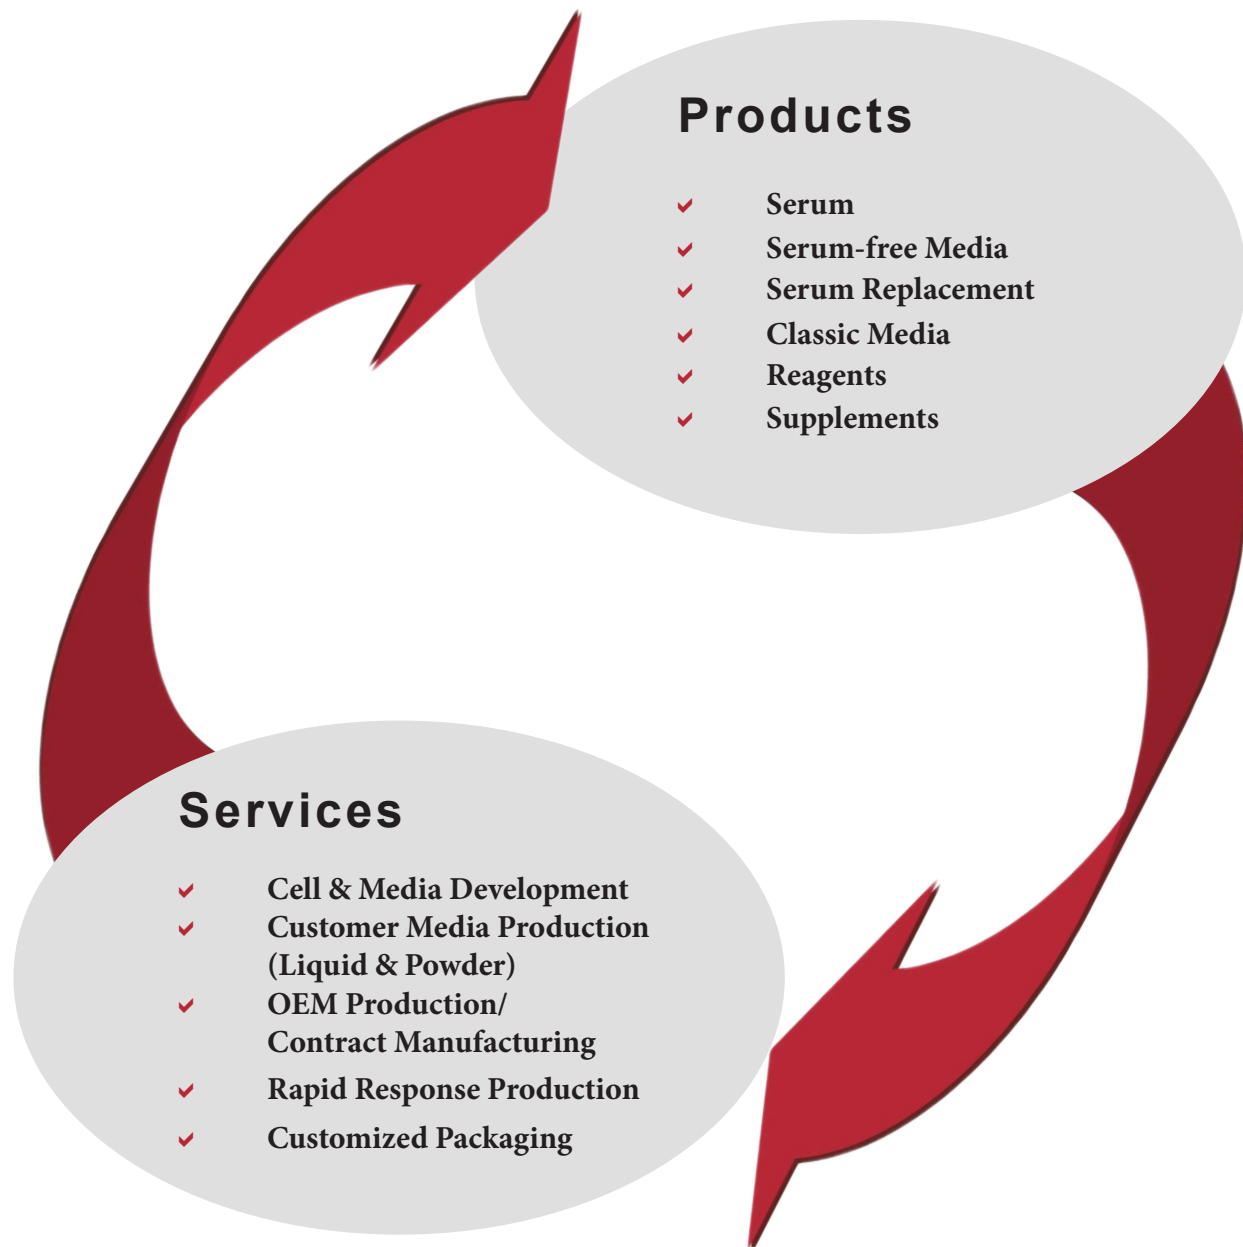 Products
Serum
Serum-free Media
Serum Replacement
Classic Media
Reagents
Supplements
Services
Cell & Media Development
Customer Media Production
(Liquid & Powder)
OEM Production/
Contract Manufacturing
Rapid Response Production
Customized Packaging